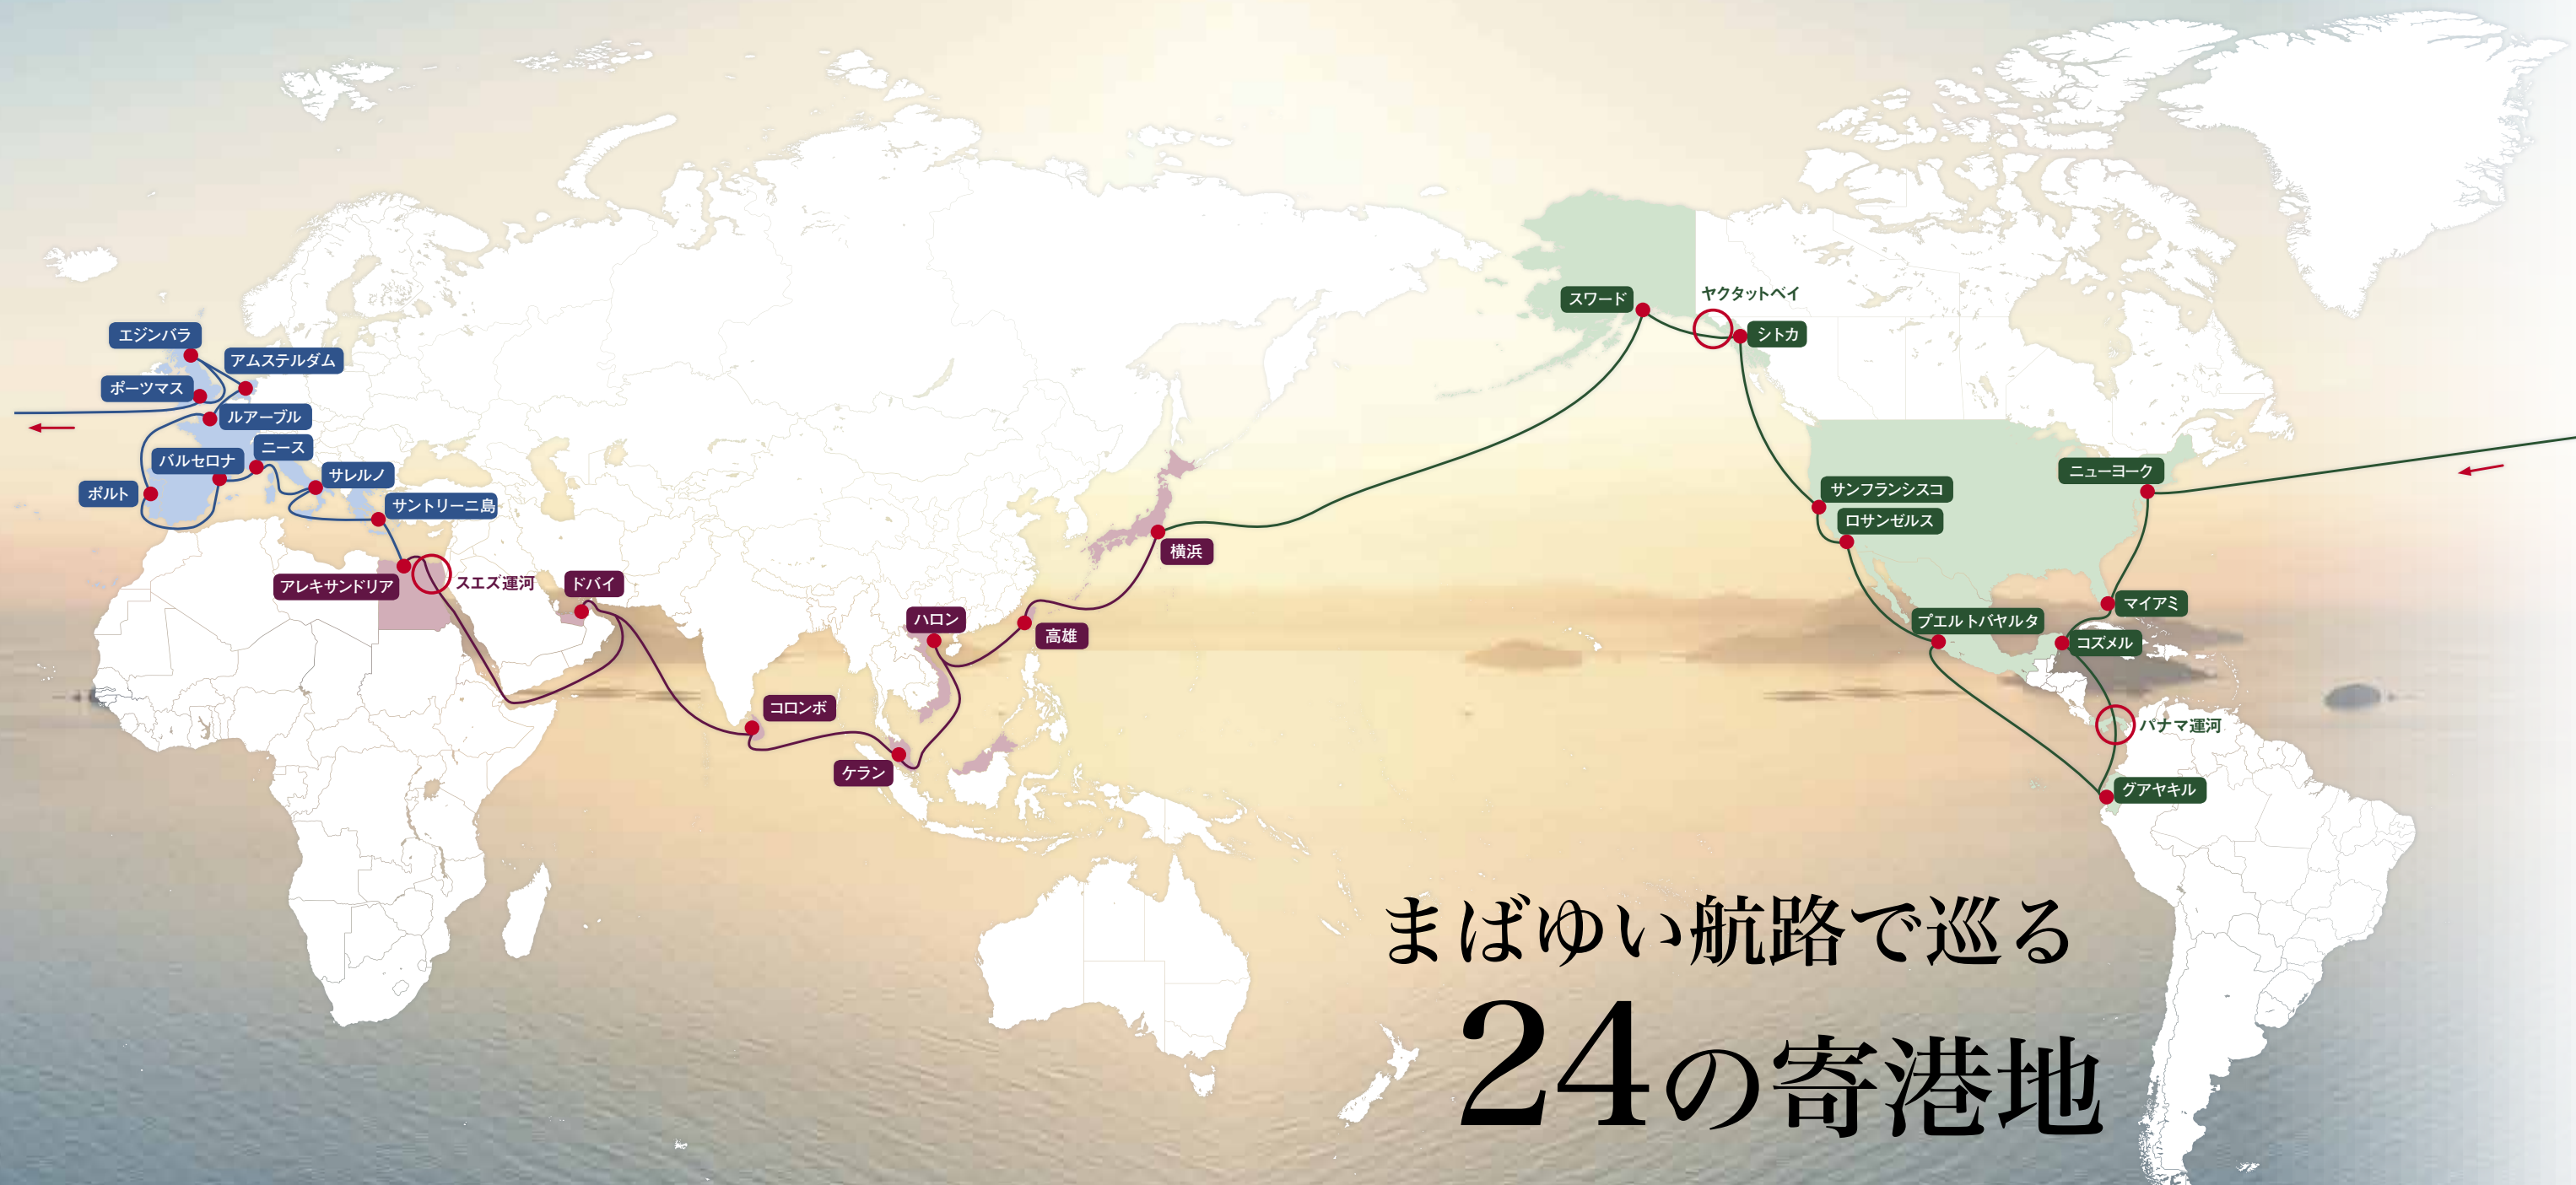 エジンバラ
アムステルダム
ポーツマス
ルアーブル
ニース
バルセロナ
サレルノ
ポルト
サントリーニ島
アレキサンドリア
スエズ運河
ドバイ
コロンボ
ケラン
ハロン
高雄
横浜
スワード
ヤクタットベイ
シトカ
サンフランシスコ
ロサンゼルス
プエルトバヤルタ
ニューヨーク
マイアミ
コズメル
パナマ運河
グアヤキル
まばゆい航路で巡る
24の寄港地